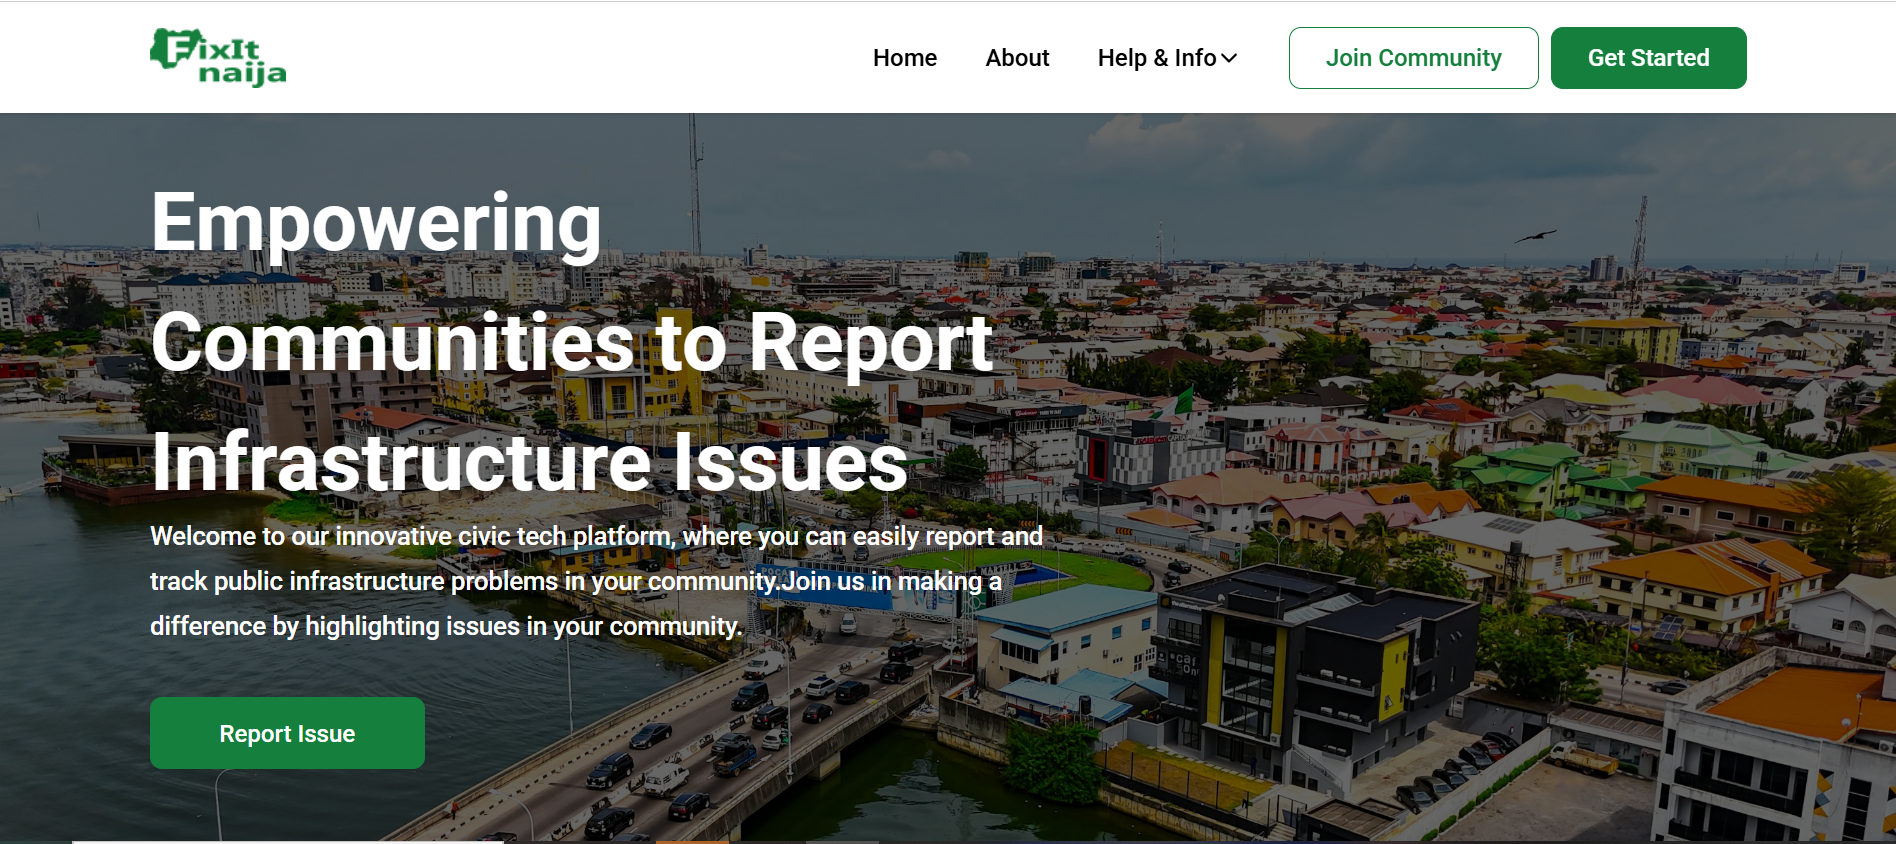 FixIt
naija
Home About Help & Info Join Community Get Started
Empowering
Communities to Report
Infrastructure Issues
Welcome to our innovative civic tech platform, where you can easily report and
track public infrastructure problems in your community.Join us in making a
difference by highlighting issues in your community.
Report Issue